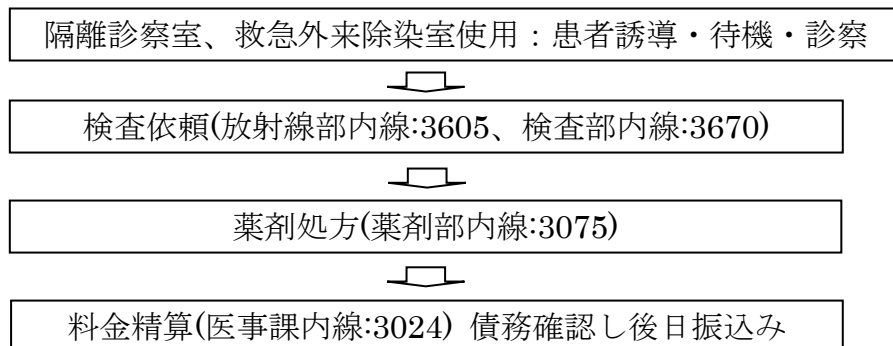 隔離診察室、救急外来除染室使用：患者誘導・待機・診察
検査依頼(放射線部内線:3605、検査部内線:3670)
薬剤処方(薬剤部内線:3075)
料金精算(医事課内線:3024) 債務確認し後日振込み